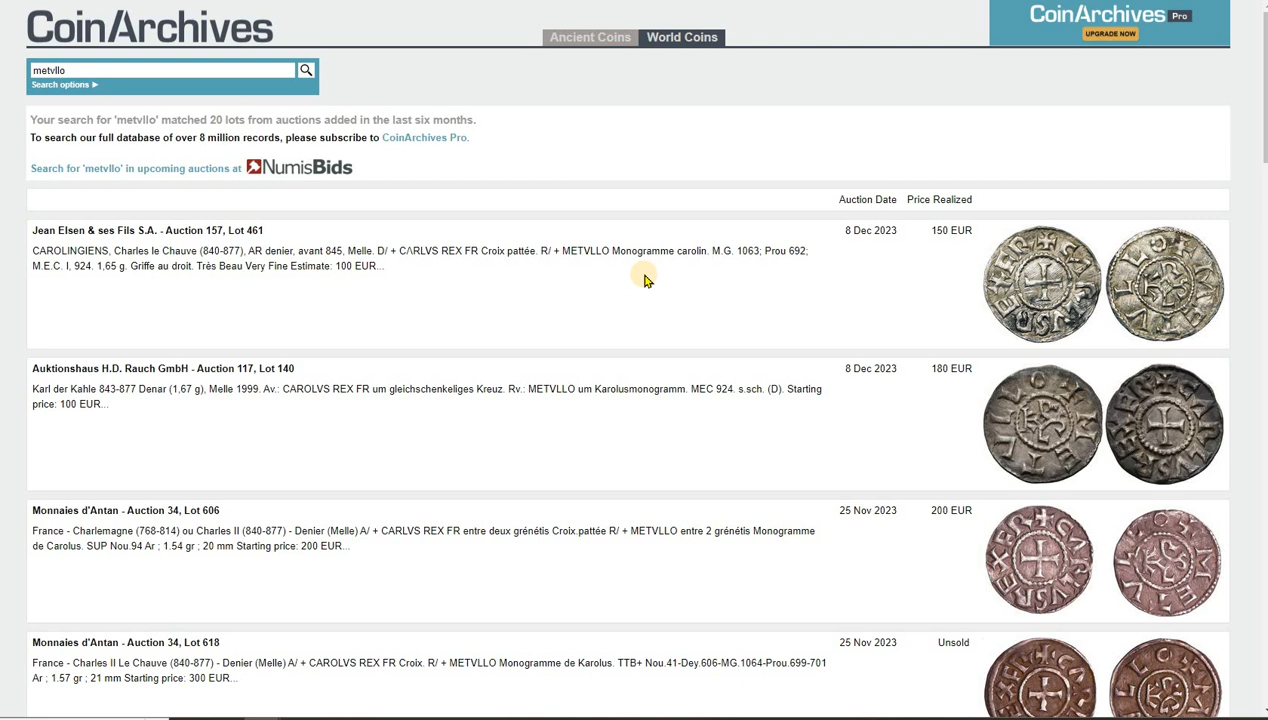 CoinArchives
Ancient Coins World Coins
CoinArchives Pro
UPGRADE NOW
metvllo
Search options ►
Your search for 'metvllo' matched 20 lots from auctions added in the last six months.
To search our full database of over 8 million records, please subscribe to CoinArchives Pro.
Search for 'metvllo' in upcoming auctions at NumisBids
Auction Date Price Realized
Jean Elsen & ses Fils S.A. - Auction 157, Lot 461 8 Dec 2023 150 EUR
CAROLINGIENS, Charles le Chauve (840-877), AR denier, avant 845, Melle. D/ + CΛRLVS REX FR Croix pattée. R/ + METVLLO Monogramme carolin. M.G. 1063; Prou 692;
M.E.C. I, 924. 1,65 g. Griffe au droit. Très Beau Very Fine Estimate: 100 EUR...
Auktionshaus H.D. Rauch GmbH - Auction 117, Lot 140 8 Dec 2023 180 EUR
Karl der Kahle 843-877 Denar (1,67 g), Melle 1999. Av.: CAROLVS REX FR um gleichschenkeliges Kreuz. Rv.: METVLLO um Karolusmonogramm. MEC 924. s.sch. (D). Starting
price: 100 EUR...
Monnaies d'Antan - Auction 34, Lot 606 25 Nov 2023 200 EUR
France - Charlemagne (768-814) ou Charles II (840-877) - Denier (Melle) A/ + CARLVS REX FR entre deux grénétis Croix pattée R/ + METVLLO entre 2 grénétis Monogramme
de Carolus. SUP Nou.94 Ar ; 1.54 gr ; 20 mm Starting price: 200 EUR...
Monnaies d'Antan - Auction 34, Lot 618 25 Nov 2023 Unsold
France - Charles II Le Chauve (840-877) - Denier (Melle) A/ + CAROLVS REX FR Croix. R/ + METVLLO Monogramme de Karolus. TTB+ Nou.41-Dey.606-MG.1064-Prou.699-701
Ar ; 1.57 gr ; 21 mm Starting price: 300 EUR...